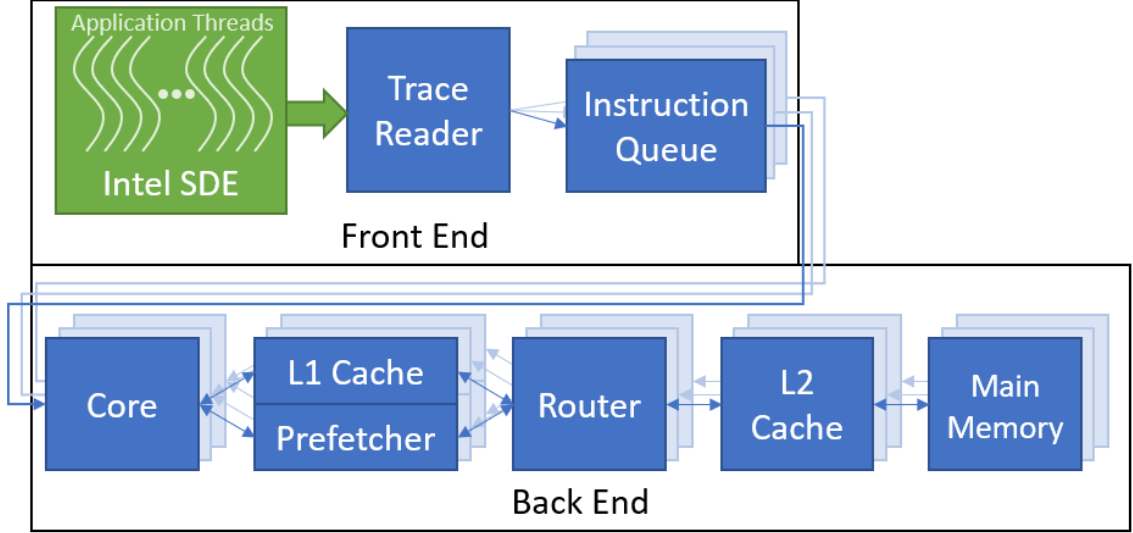 Application Threads
Intel SDE
Trace
Reader
Instruction
Queue
Front End
Core
L1 Cache
Prefetcher
Router
L2
Cache
Main
Memory
Back End